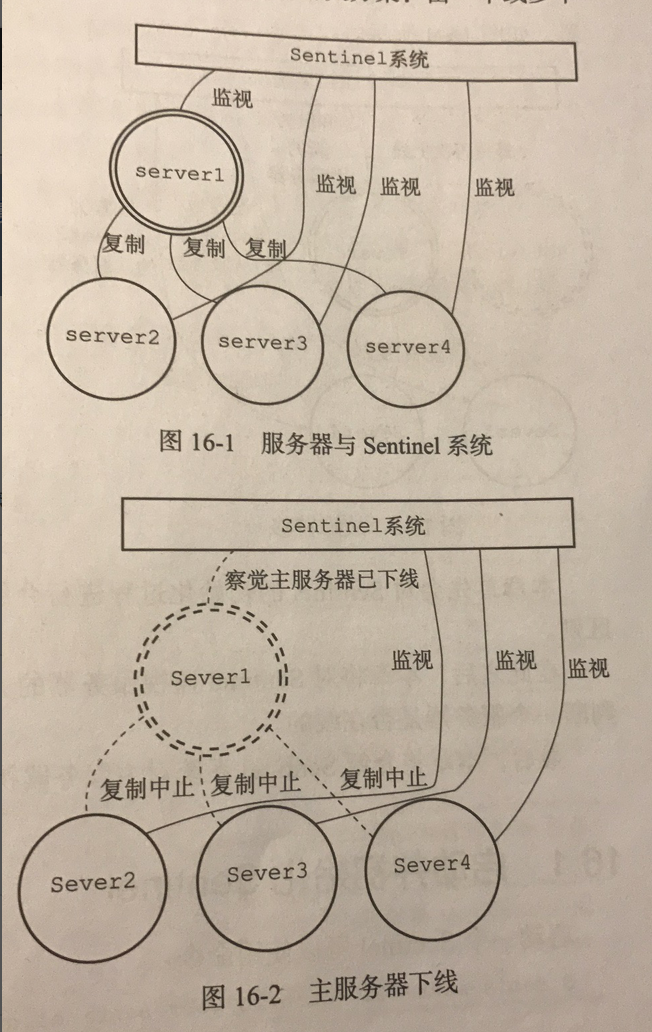 Sentinel系统
监视
server1
监视
监视
监视
复制
复制
复制
server2
server3
server4
图 16-1 服务器与 Sentinel 系统
Sentinel系统
察觉主服务器已下线
Sever1
监视
监视
监视
复制中止
复制中止
复制中止
Sever2
Sever3
Sever4
图 16-2 主服务器下线